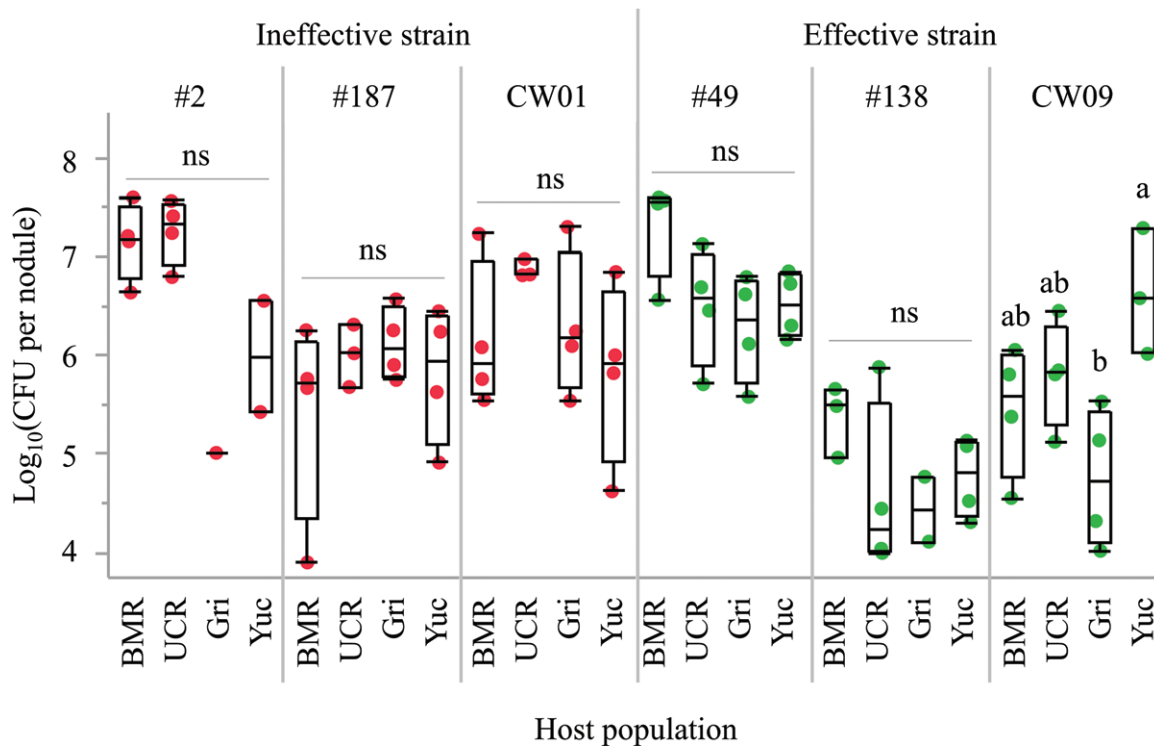 Ineffective strain Effective strain
#2 #187 CW01 #49 #138 CW09
ns ns ns ns ns
a
ab ab b
Log10(CFU per nodule)
8
7
6
5
4
BMR UCR Gri Yuc BMR UCR Gri Yuc BMR UCR Gri Yuc BMR UCR Gri Yuc BMR UCR Gri Yuc BMR UCR Gri Yuc
Host population